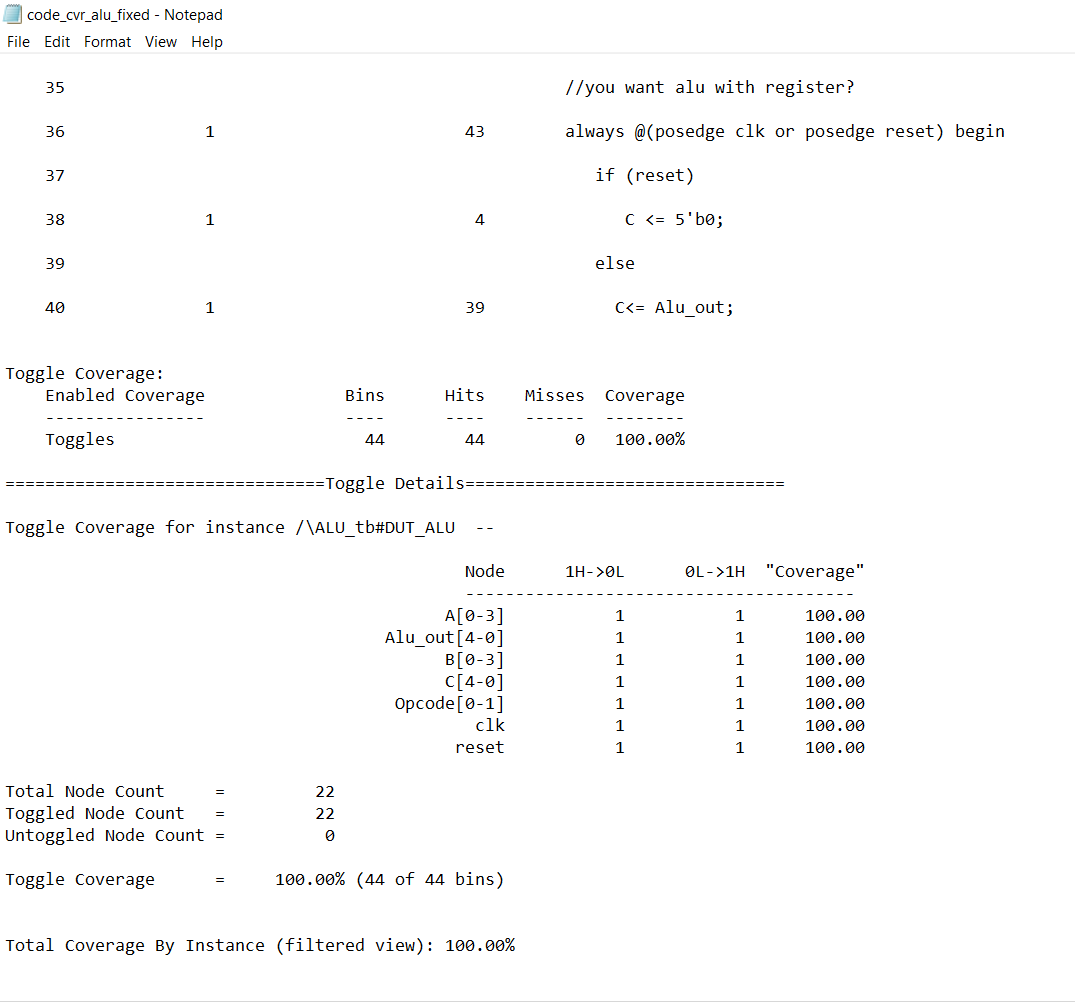 code_cvr_alu_fixed - Notepad
File Edit Format View Help
35 //you want alu with register?
36 1 43 always @(posedge clk or posedge reset) begin
37 if (reset)
38 1 4 C <= 5'b0;
39 else
40 1 39 C<= Alu_out;
Toggle Coverage:
Enabled Coverage Bins Hits Misses Coverage
---------------- ---- ---- ------ --------
Toggles 44 44 0 100.00%
================================Toggle Details================================
Toggle Coverage for instance /\ALU_tb#DUT_ALU --
Node 1H->0L 0L->1H "Coverage"
---------------------------------------
A[0-3] 1 1 100.00
Alu_out[4-0] 1 1 100.00
B[0-3] 1 1 100.00
C[4-0] 1 1 100.00
Opcode[0-1] 1 1 100.00
clk 1 1 100.00
reset 1 1 100.00
Total Node Count = 22
Toggled Node Count = 22
Untoggled Node Count = 0
Toggle Coverage = 100.00% (44 of 44 bins)
Total Coverage By Instance (filtered view): 100.00%